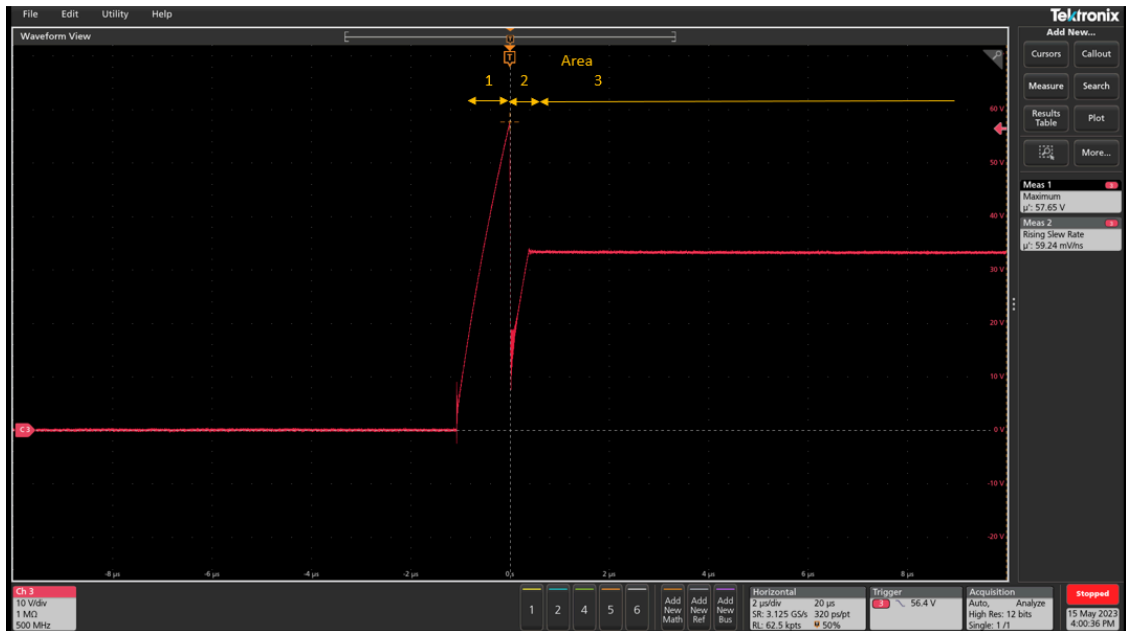 File Edit Utility Help
Tektronix
Waveform View
Add New...
Cursors Callout
Measure Search
Results Table Plot
More...
Area
1 2 3
T
60 V
50 V
40 V
30 V
20 V
10 V
0 V
-10 V
-20 V
C 3
-8 µs -6 µs -4 µs -2 µs 0 s 2 µs 4 µs 6 µs 8 µs
Meas 1 3
Maximum
µ': 57.65 V
Meas 2 3
Rising Slew Rate
µ': 59.24 mV/ns
Ch 3
10 V/div
1 MΩ
500 MHz
1 2 4 5 6
Add New Math
Add New Ref
Add New Bus
Horizontal
2 µs/div 20 µs
SR: 3.125 GS/s 320 ps/pt
RL: 62.5 kpts 50%
Trigger
3 56.4 V
Acquisition
Auto, Analyze
High Res: 12 bits
Single: 1 /1
Stopped
15 May 2023
4:00:36 PM